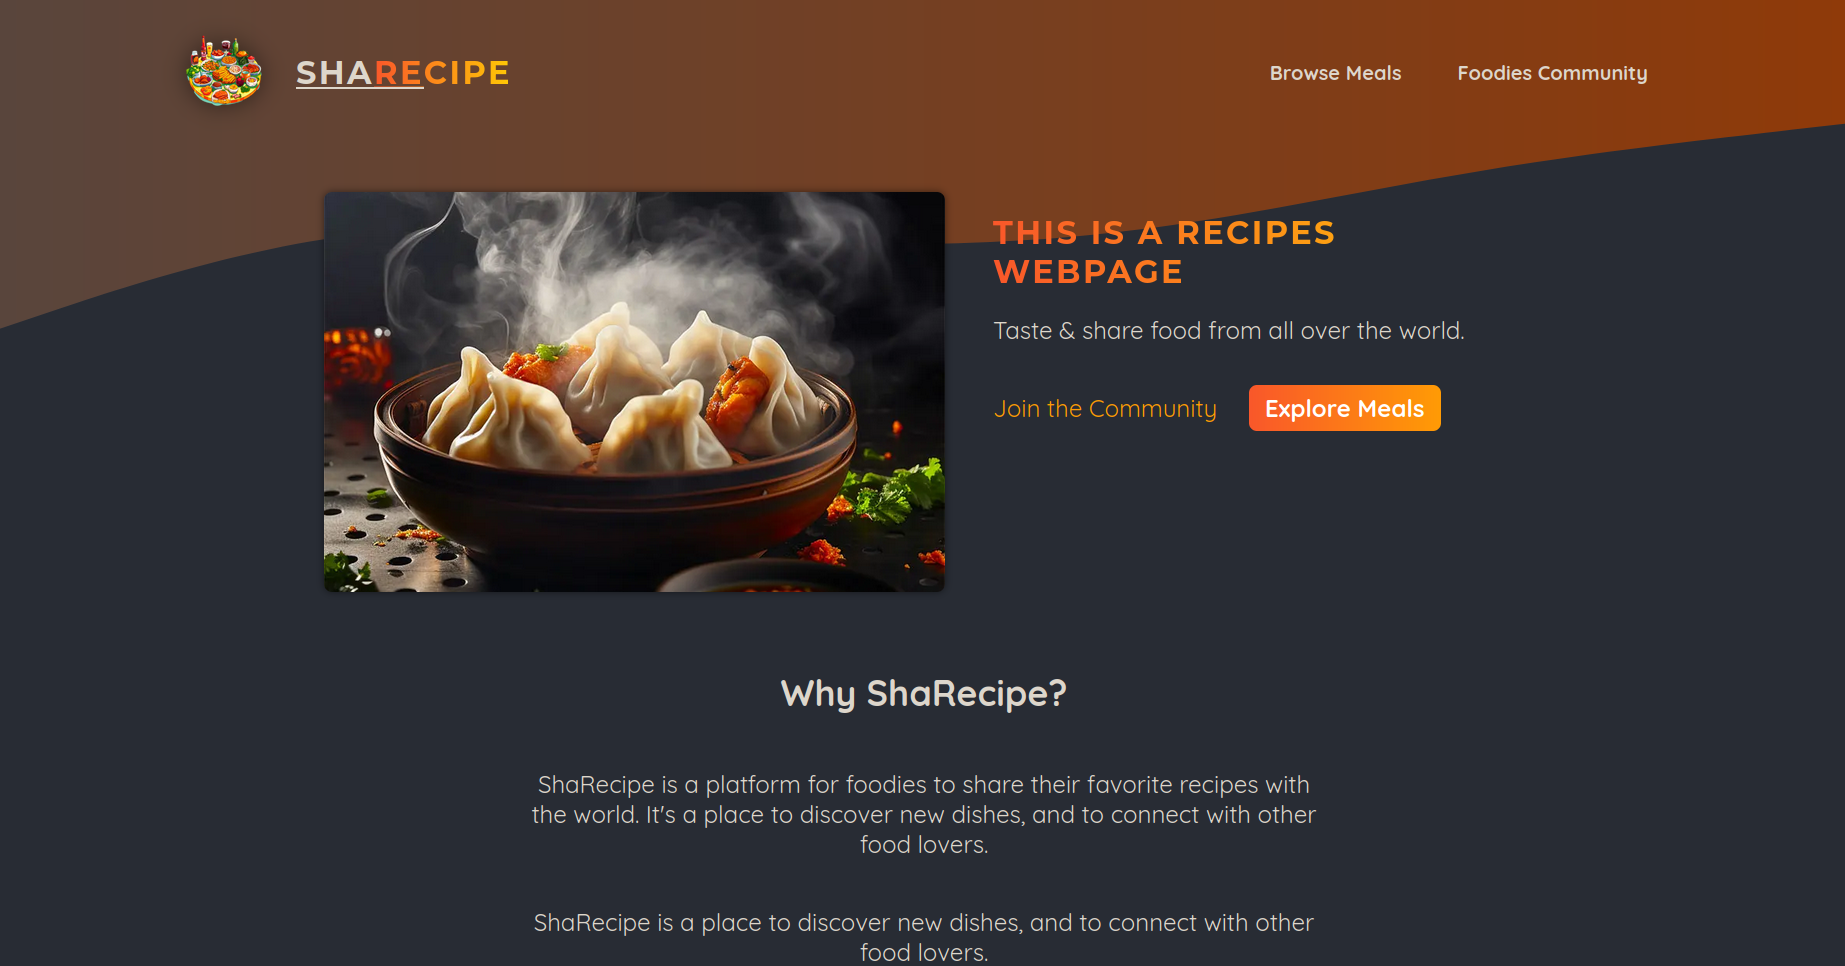 SHARECIPE
Browse Meals
Foodies Community
THIS IS A RECIPES
WEBPAGE
Taste & share food from all over the world.
Join the Community
Explore Meals
Why ShaRecipe?
ShaRecipe is a platform for foodies to share their favorite recipes with
the world. It's a place to discover new dishes, and to connect with other
food lovers.
ShaRecipe is a place to discover new dishes, and to connect with other
food lovers.